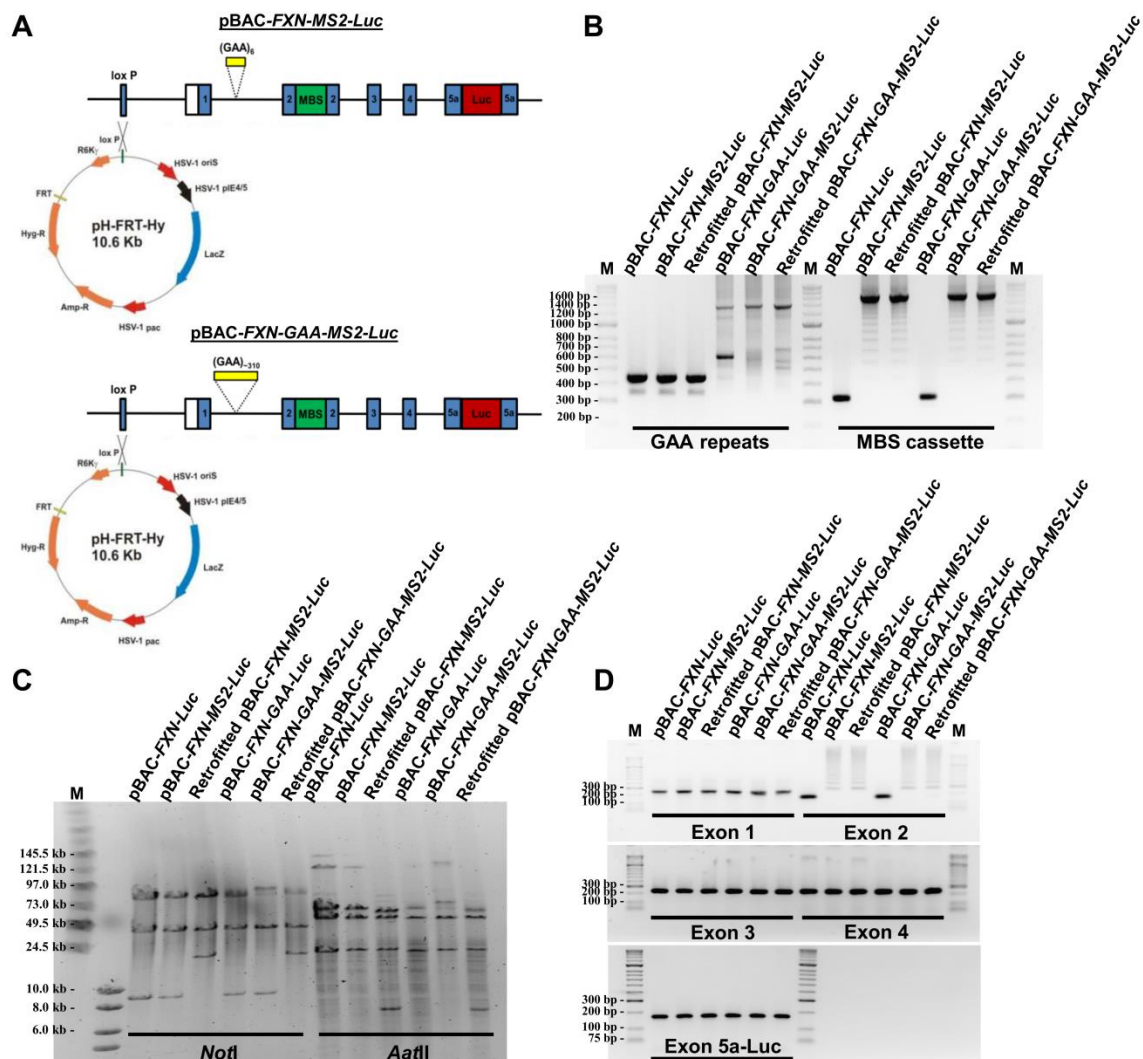 A
pBAC-FXN-MS2-Luc
(GAA)6
lox P
1
2
MBS
2
3
4
5a
Luc
5a
lox P
R6Kγ
HSV-1 oriS
HSV-1 pIE4/5
FRT
pH-FRT-Hy
10.6 Kb
Hyg-R
LacZ
Amp-R
HSV-1 pac
pBAC-FXN-GAA-MS2-Luc
(GAA)~310
lox P
1
2
MBS
2
3
4
5a
Luc
5a
lox P
R6Kγ
HSV-1 oriS
HSV-1 pIE4/5
FRT
pH-FRT-Hy
10.6 Kb
Hyg-R
LacZ
Amp-R
HSV-1 pac
B
M
pBAC-FXN-Luc
pBAC-FXN-MS2-Luc
Retrofitted pBAC-FXN-MS2-Luc
pBAC-FXN-GAA-Luc
pBAC-FXN-GAA-MS2-Luc
Retrofitted pBAC-FXN-GAA-MS2-Luc
M
pBAC-FXN-Luc
pBAC-FXN-MS2-Luc
Retrofitted pBAC-FXN-MS2-Luc
pBAC-FXN-GAA-Luc
pBAC-FXN-GAA-MS2-Luc
Retrofitted pBAC-FXN-GAA-MS2-Luc
M
1600 bp -
1400 bp -
1200 bp -
1000 bp -
800 bp -
700 bp -
600 bp -
500 bp -
400 bp -
300 bp -
200 bp -
GAA repeats
MBS cassette
C
M
pBAC-FXN-Luc
pBAC-FXN-MS2-Luc
Retrofitted pBAC-FXN-MS2-Luc
pBAC-FXN-GAA-Luc
pBAC-FXN-GAA-MS2-Luc
Retrofitted pBAC-FXN-GAA-MS2-Luc
pBAC-FXN-Luc
pBAC-FXN-MS2-Luc
Retrofitted pBAC-FXN-MS2-Luc
pBAC-FXN-GAA-Luc
pBAC-FXN-GAA-MS2-Luc
Retrofitted pBAC-FXN-GAA-MS2-Luc
145.5 kb -
121.5 kb -
97.0 kb -
73.0 kb -
49.5 kb -
24.5 kb -
10.0 kb -
8.0 kb -
6.0 kb -
NotI
AatII
D
M
pBAC-FXN-Luc
pBAC-FXN-MS2-Luc
Retrofitted pBAC-FXN-MS2-Luc
pBAC-FXN-GAA-Luc
pBAC-FXN-GAA-MS2-Luc
Retrofitted pBAC-FXN-GAA-MS2-Luc
pBAC-FXN-Luc
pBAC-FXN-MS2-Luc
Retrofitted pBAC-FXN-MS2-Luc
pBAC-FXN-GAA-Luc
pBAC-FXN-GAA-MS2-Luc
Retrofitted pBAC-FXN-GAA-MS2-Luc
M
300 bp -
200 bp -
100 bp -
Exon 1
Exon 2
300 bp -
200 bp -
100 bp -
Exon 3
Exon 4
300 bp -
200 bp -
100 bp -
75 bp -
Exon 5a-Luc